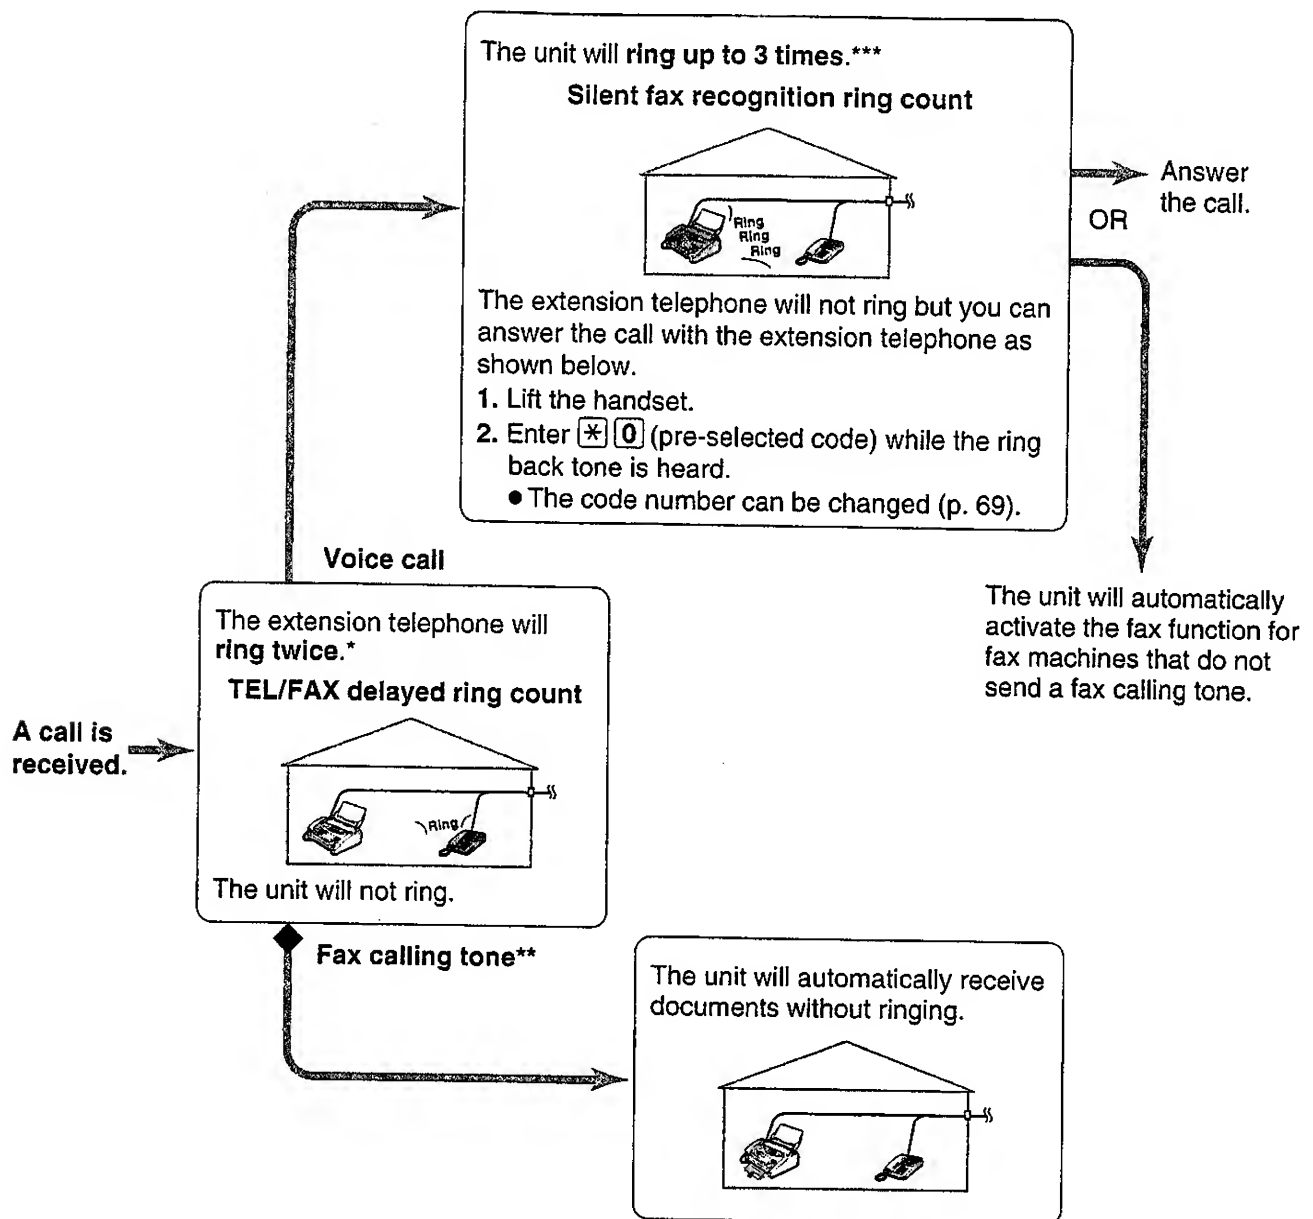 The unit will ring up to 3 times.***
Silent fax recognition ring count
Ring
Ring
Ring
The extension telephone will not ring but you can
answer the call with the extension telephone as
shown below.
1. Lift the handset.
2. Enter * 0 (pre-selected code) while the ring
back tone is heard.
● The code number can be changed (p. 69).
Answer
the call.
OR
The unit will automatically
activate the fax function for
fax machines that do not
send a fax calling tone.
Voice call
The extension telephone will
ring twice.*
TEL/FAX delayed ring count
Ring
The unit will not ring.
A call is
received.
Fax calling tone**
The unit will automatically receive
documents without ringing.